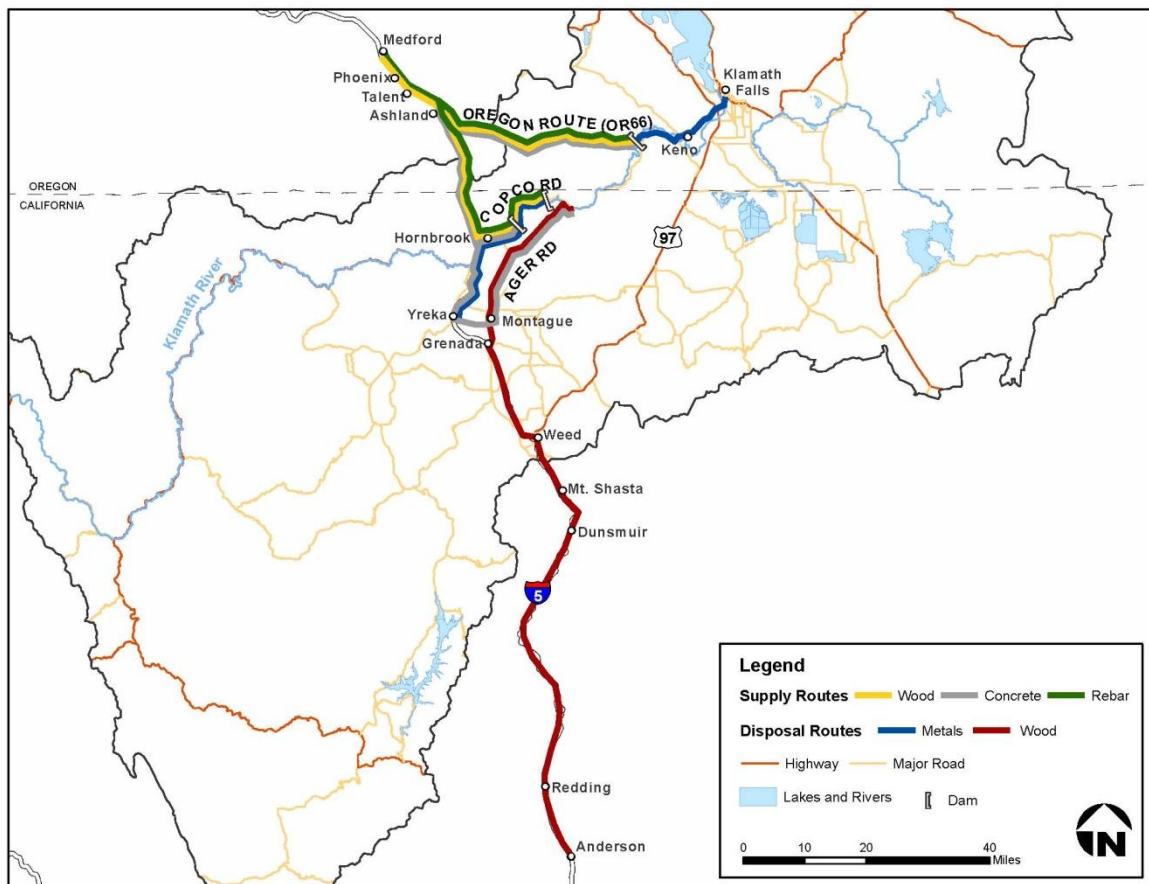 Medford
Phoenix
Talent
Ashland
OREGON ROUTE (OR66)
Klamath
Falls
Keno
OREGON
CALIFORNIA
COPCO RD
Hornbrook
AGER RD
97
Klamath River
Yreka
Montague
Grenada
Weed
Mt. Shasta
Dunsmuir
5
Redding
Anderson
Legend
Supply Routes Wood Concrete Rebar
Disposal Routes Metals Wood
Highway Major Road
Lakes and Rivers Dam
0 10 20 40
Miles
N